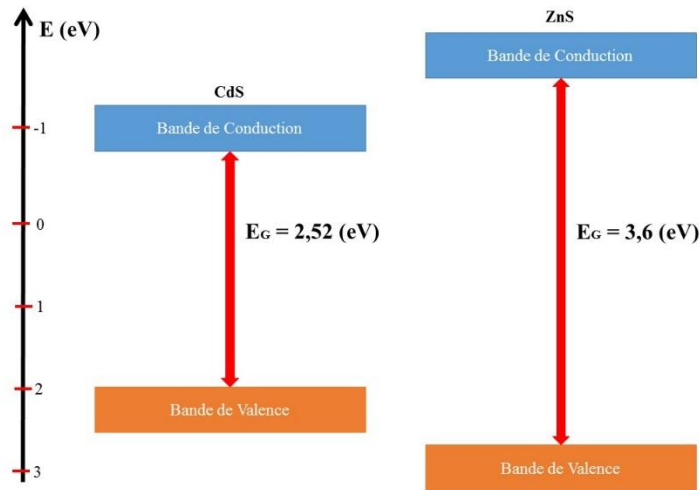 E (eV)
ZnS
Bande de Conduction
CdS
-1
Bande de Conduction
0
EG = 2,52 (eV)
EG = 3,6 (eV)
1
2
Bande de Valence
3
Bande de Valence